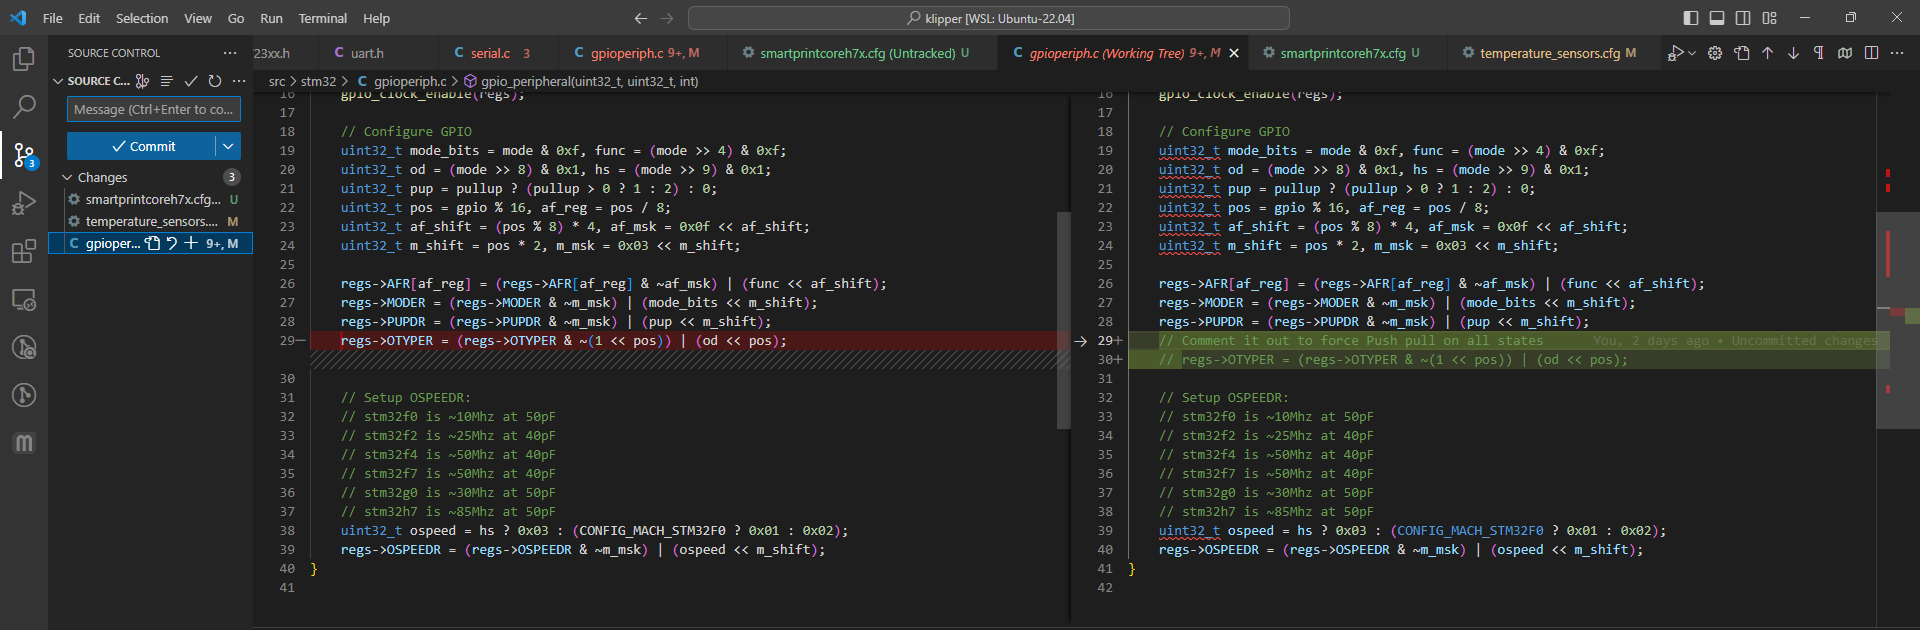 File Edit Selection View Go Run Terminal Help
klipper [WSL: Ubuntu-22.04]
SOURCE CONTROL
SOURCE C...
Message (Ctrl+Enter to co...
Commit
Changes 3
smartprintcoreh7x.cfg... U
temperature_sensors.... M
C gpioper... 9+, M
3
23xx.h
C uart.h
C serial.c 3
C gpioperiph.c 9+, M
smartprintcoreh7x.cfg (Untracked) U
C gpioperiph.c (Working Tree) 9+, M
smartprintcoreh7x.cfg U
temperature_sensors.cfg M
src > stm32 > C gpioperiph.c > gpio_peripheral(uint32_t, uint32_t, int)
16 gpio_clock_enable(regs);
17
18 // Configure GPIO
19 uint32_t mode_bits = mode & 0xf, func = (mode >> 4) & 0xf;
20 uint32_t od = (mode >> 8) & 0x1, hs = (mode >> 9) & 0x1;
21 uint32_t pup = pullup ? (pullup > 0 ? 1 : 2) : 0;
22 uint32_t pos = gpio % 16, af_reg = pos / 8;
23 uint32_t af_shift = (pos % 8) * 4, af_msk = 0x0f << af_shift;
24 uint32_t m_shift = pos * 2, m_msk = 0x03 << m_shift;
25
26 regs->AFR[af_reg] = (regs->AFR[af_reg] & ~af_msk) | (func << af_shift);
27 regs->MODER = (regs->MODER & ~m_msk) | (mode_bits << m_shift);
28 regs->PUPDR = (regs->PUPDR & ~m_msk) | (pup << m_shift);
29− regs->OTYPER = (regs->OTYPER & ~(1 << pos)) | (od << pos);
30
31 // Setup OSPEEDR:
32 // stm32f0 is ~10Mhz at 50pF
33 // stm32f2 is ~25Mhz at 40pF
34 // stm32f4 is ~50Mhz at 40pF
35 // stm32f7 is ~50Mhz at 40pF
36 // stm32g0 is ~30Mhz at 50pF
37 // stm32h7 is ~85Mhz at 50pF
38 uint32_t ospeed = hs ? 0x03 : (CONFIG_MACH_STM32F0 ? 0x01 : 0x02);
39 regs->OSPEEDR = (regs->OSPEEDR & ~m_msk) | (ospeed << m_shift);
40 }
41
16 gpio_clock_enable(regs);
17
18 // Configure GPIO
19 uint32_t mode_bits = mode & 0xf, func = (mode >> 4) & 0xf;
20 uint32_t od = (mode >> 8) & 0x1, hs = (mode >> 9) & 0x1;
21 uint32_t pup = pullup ? (pullup > 0 ? 1 : 2) : 0;
22 uint32_t pos = gpio % 16, af_reg = pos / 8;
23 uint32_t af_shift = (pos % 8) * 4, af_msk = 0x0f << af_shift;
24 uint32_t m_shift = pos * 2, m_msk = 0x03 << m_shift;
25
26 regs->AFR[af_reg] = (regs->AFR[af_reg] & ~af_msk) | (func << af_shift);
27 regs->MODER = (regs->MODER & ~m_msk) | (mode_bits << m_shift);
28 regs->PUPDR = (regs->PUPDR & ~m_msk) | (pup << m_shift);
29+ // Comment it out to force Push pull on all states You, 2 days ago • Uncommitted changes
30+ // regs->OTYPER = (regs->OTYPER & ~(1 << pos)) | (od << pos);
31
32 // Setup OSPEEDR:
33 // stm32f0 is ~10Mhz at 50pF
34 // stm32f2 is ~25Mhz at 40pF
35 // stm32f4 is ~50Mhz at 40pF
36 // stm32f7 is ~50Mhz at 40pF
37 // stm32g0 is ~30Mhz at 50pF
38 // stm32h7 is ~85Mhz at 50pF
39 uint32_t ospeed = hs ? 0x03 : (CONFIG_MACH_STM32F0 ? 0x01 : 0x02);
40 regs->OSPEEDR = (regs->OSPEEDR & ~m_msk) | (ospeed << m_shift);
41 }
42